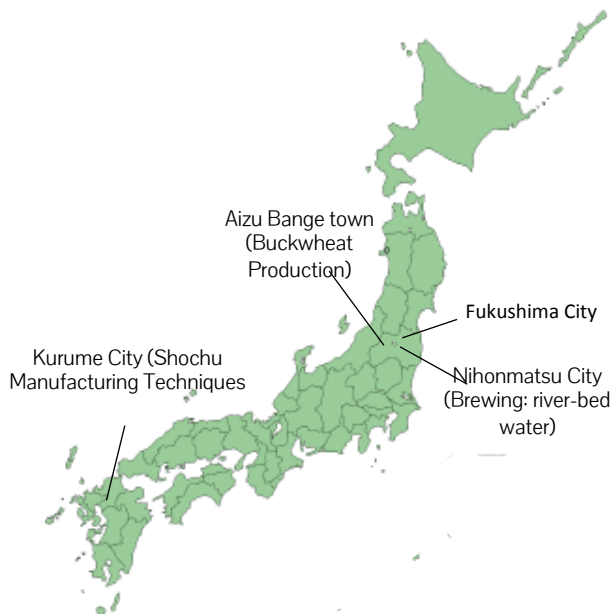 Aizu Bange town
(Buckwheat
Production)
Fukushima City
Kurume City (Shochu
Manufacturing Techniques
Nihonmatsu City
(Brewing: river-bed
water)